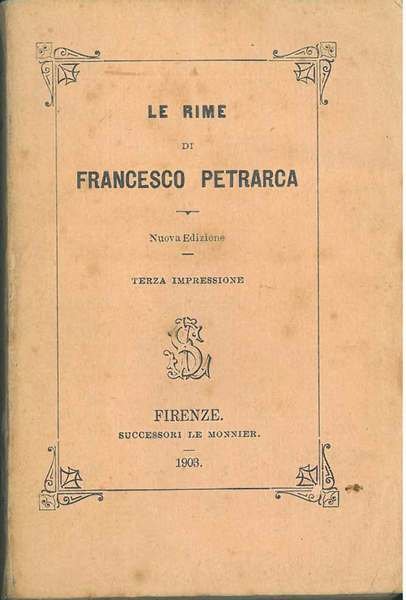 LE RIME
DI
FRANCESCO PETRARCA
Nuova Edizione
TERZA IMPRESSIONE
FIRENZE.
SUCCESSORI LE MONNIER.
1903.